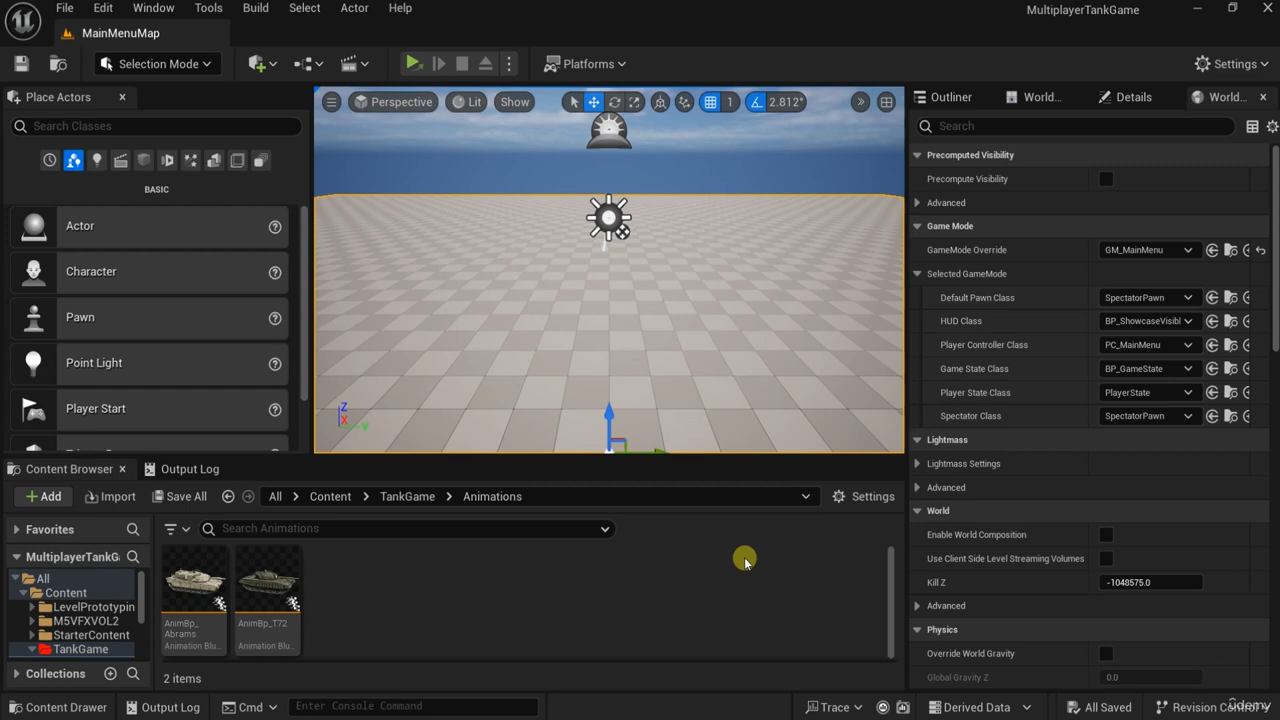 File Edit Window Tools Build Select Actor Help MultiplayerTankGame
MainMenuMap
Selection Mode Platforms Settings
Place Actors
Search Classes
BASIC
Actor
Character
Pawn
Point Light
Player Start
Perspective Lit Show 1 2.812°
Z
X
Y
Outliner World... Details World...
Search
Precomputed Visibility
Precompute Visibility
Advanced
Game Mode
GameMode Override GM_MainMenu
Selected GameMode
Default Pawn Class SpectatorPawn
HUD Class BP_ShowcaseVisibl
Player Controller Class PC_MainMenu
Game State Class BP_GameState
Player State Class PlayerState
Spectator Class SpectatorPawn
Lightmass
Lightmass Settings
Advanced
World
Enable World Composition
Use Client Side Level Streaming Volumes
Kill Z -1048575.0
Advanced
Physics
Override World Gravity
Global Gravity Z 0.0
Content Browser Output Log
Add Import Save All All Content TankGame Animations Settings
Favorites Search Animations
MultiplayerTankG
All
Content
LevelPrototypin
M5VFXVOL2
StarterContent
TankGame
Collections
AnimBp_
Abrams
Animation Blu...
AnimBp_T72
Animation Blu...
2 items
Content Drawer Output Log Cmd Enter Console Command Trace Derived Data All Saved Revision
Udemy